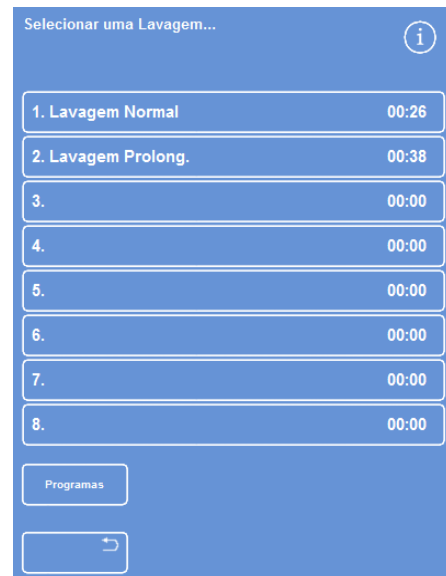 Selecionar uma Lavagem...
i
1. Lavagem Normal 00:26
2. Lavagem Prolong. 00:38
3. 00:00
4. 00:00
5. 00:00
6. 00:00
7. 00:00
8. 00:00
Programas